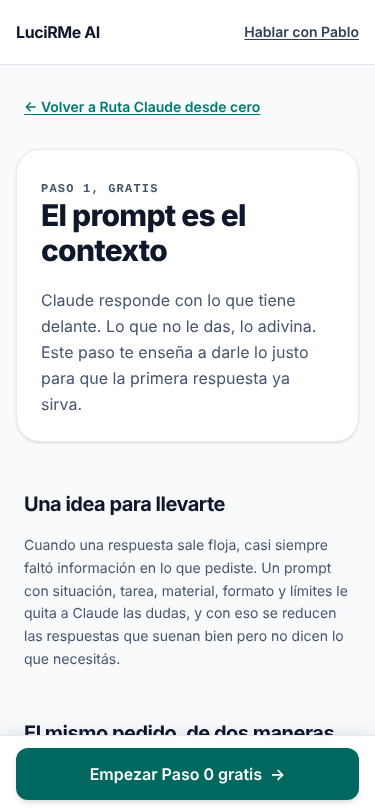 LuciRMe AI
Hablar con Pablo
← Volver a Ruta Claude desde cero
PASO 1, GRATIS
El prompt es el
contexto
Claude responde con lo que tiene
delante. Lo que no le das, lo adivina.
Este paso te enseña a darle lo justo
para que la primera respuesta ya
sirva.
Una idea para llevarte
Cuando una respuesta sale floja, casi siempre
faltó información en lo que pediste. Un prompt
con situación, tarea, material, formato y límites le
quita a Claude las dudas, y con eso se reducen
las respuestas que suenan bien pero no dicen lo
que necesitás.
El mismo pedido, de dos maneras
Empezar Paso 0 gratis →